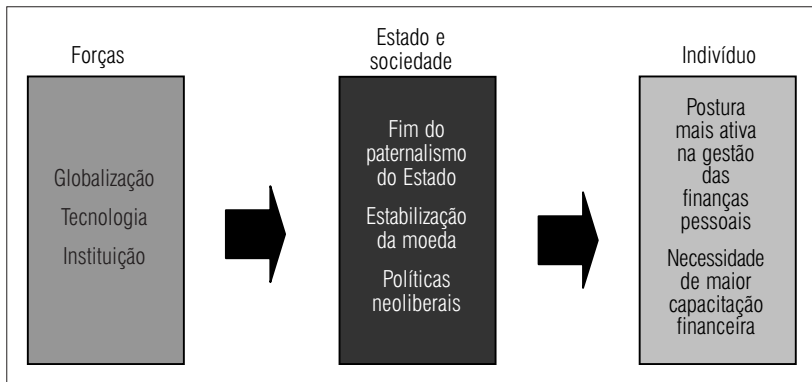 Forças
Globalização
Tecnologia
Instituição
Estado e
sociedade
Fim do
paternalismo
do Estado
Estabilização
da moeda
Políticas
neoliberais
Indivíduo
Postura
mais ativa
na gestão
das
finanças
pessoais
Necessidade
de maior
capacitação
financeira